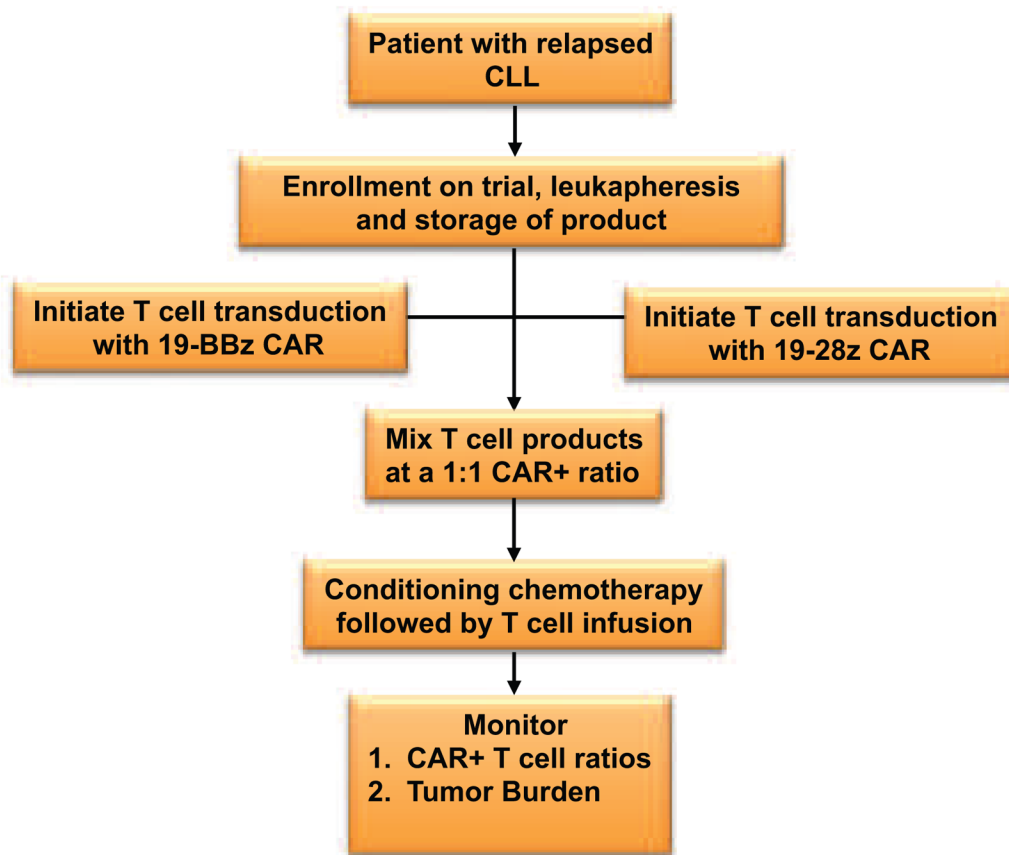 Patient with relapsed
CLL
Enrollment on trial, leukapheresis
and storage of product
Initiate T cell transduction
with 19-BBz CAR
Initiate T cell transduction
with 19-28z CAR
Mix T cell products
at a 1:1 CAR+ ratio
Conditioning chemotherapy
followed by T cell infusion
Monitor
1. CAR+ T cell ratios
2. Tumor Burden